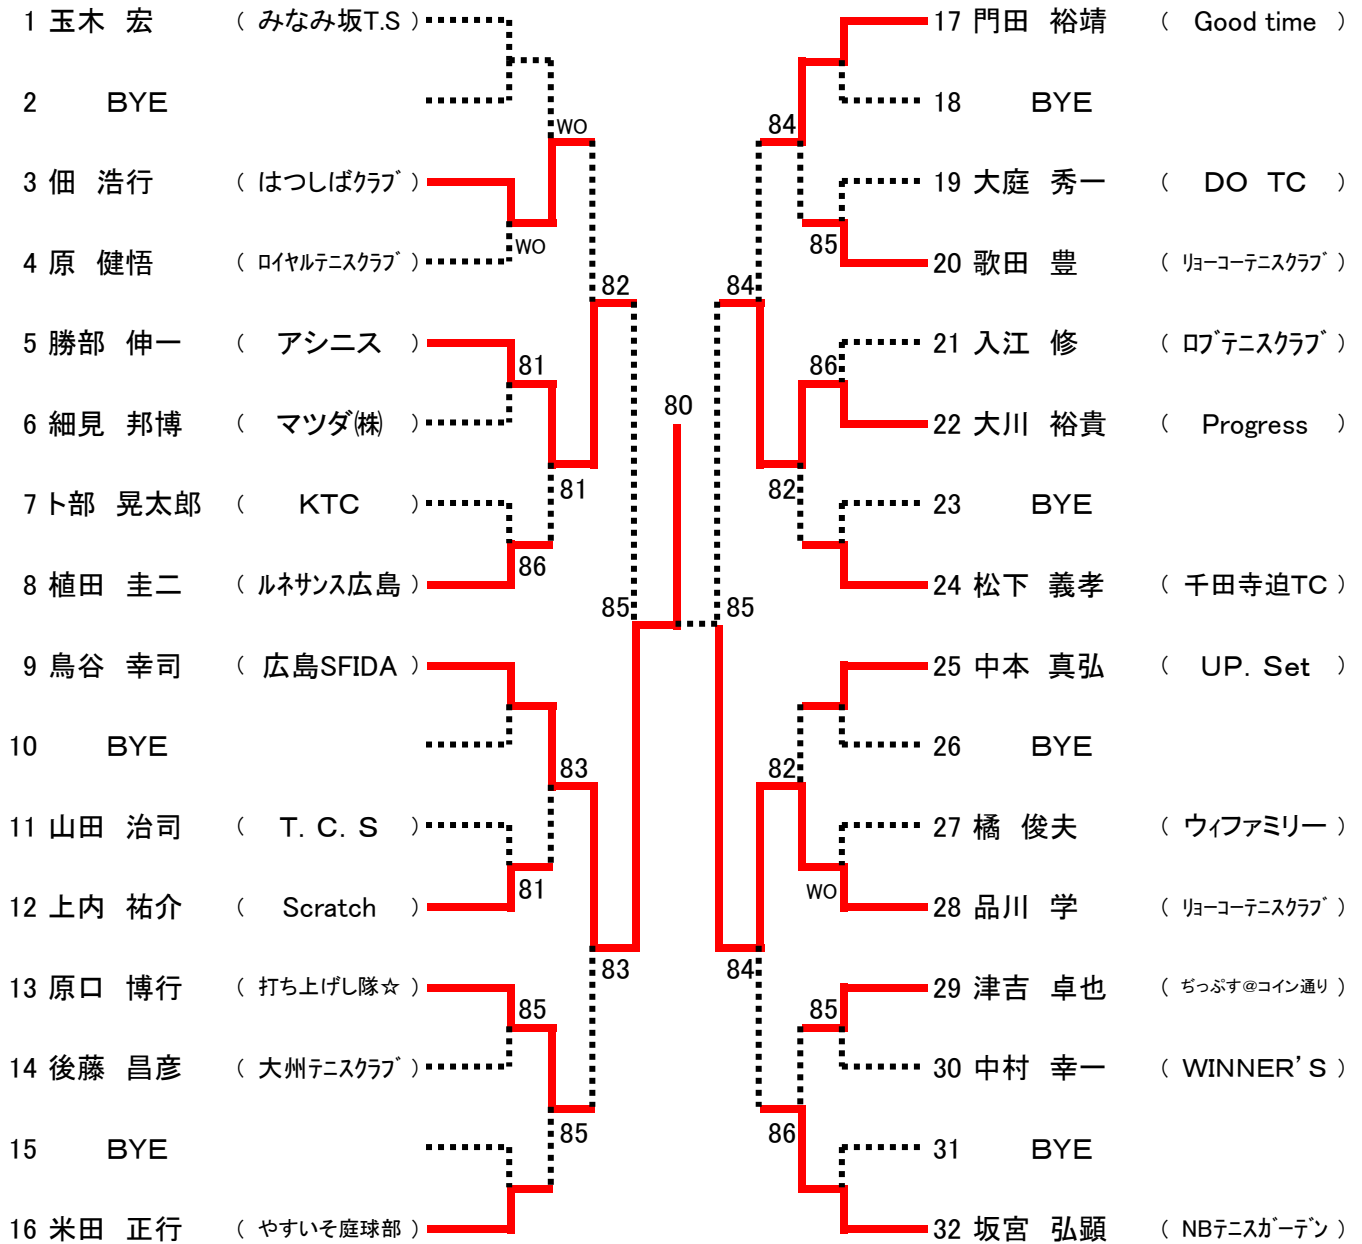 1 玉木 宏 ( みなみ坂T.S )
2 BYE
WO
3 佃 浩行 ( はつしばクラブ )
WO
4 原 健悟 ( ロイヤルテニスクラブ )
82
5 勝部 伸一 ( アシニス )
81
6 細見 邦博 ( マツダ㈱ )
81
7 卜部 晃太郎 ( KTC )
86
8 植田 圭二 ( ルネサンス広島 )
85
9 鳥谷 幸司 ( 広島SFIDA )
10 BYE
83
11 山田 治司 ( T.C.S )
81
12 上内 祐介 ( Scratch )
83
13 原口 博行 ( 打ち上げし隊☆ )
85
14 後藤 昌彦 ( 大州テニスクラブ )
85
15 BYE
16 米田 正行 ( やすいそ庭球部 )
80
17 門田 裕靖 ( Good time )
18 BYE
84
19 大庭 秀一 ( DO TC )
85
20 歌田 豊 ( リョーコーテニスクラブ )
84
21 入江 修 ( ロブテニスクラブ )
86
22 大川 裕貴 ( Progress )
82
23 BYE
24 松下 義孝 ( 千田寺迫TC )
85
25 中本 真弘 ( UP.Set )
26 BYE
82
27 橘 俊夫 ( ウィファミリー )
WO
28 品川 学 ( リョーコーテニスクラブ )
84
29 津吉 卓也 ( ぢっぷす@コイン通り )
85
30 中村 幸一 ( WINNER'S )
86
31 BYE
32 坂宮 弘顕 ( NBテニスガーデン )